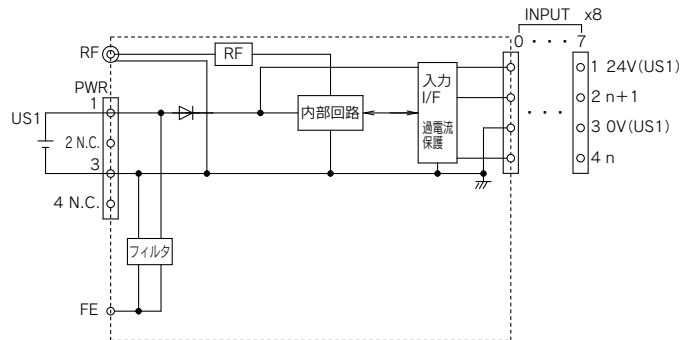 INPUT x8
0 · · · 7
RF
RF
PWR
1
US1
2 N.C.
3
4 N.C.
内部回路
入力
I/F
過電流
保護
· · ·
1 24V(US1)
2 n+1
3 0V(US1)
4 n
フィルタ
FE